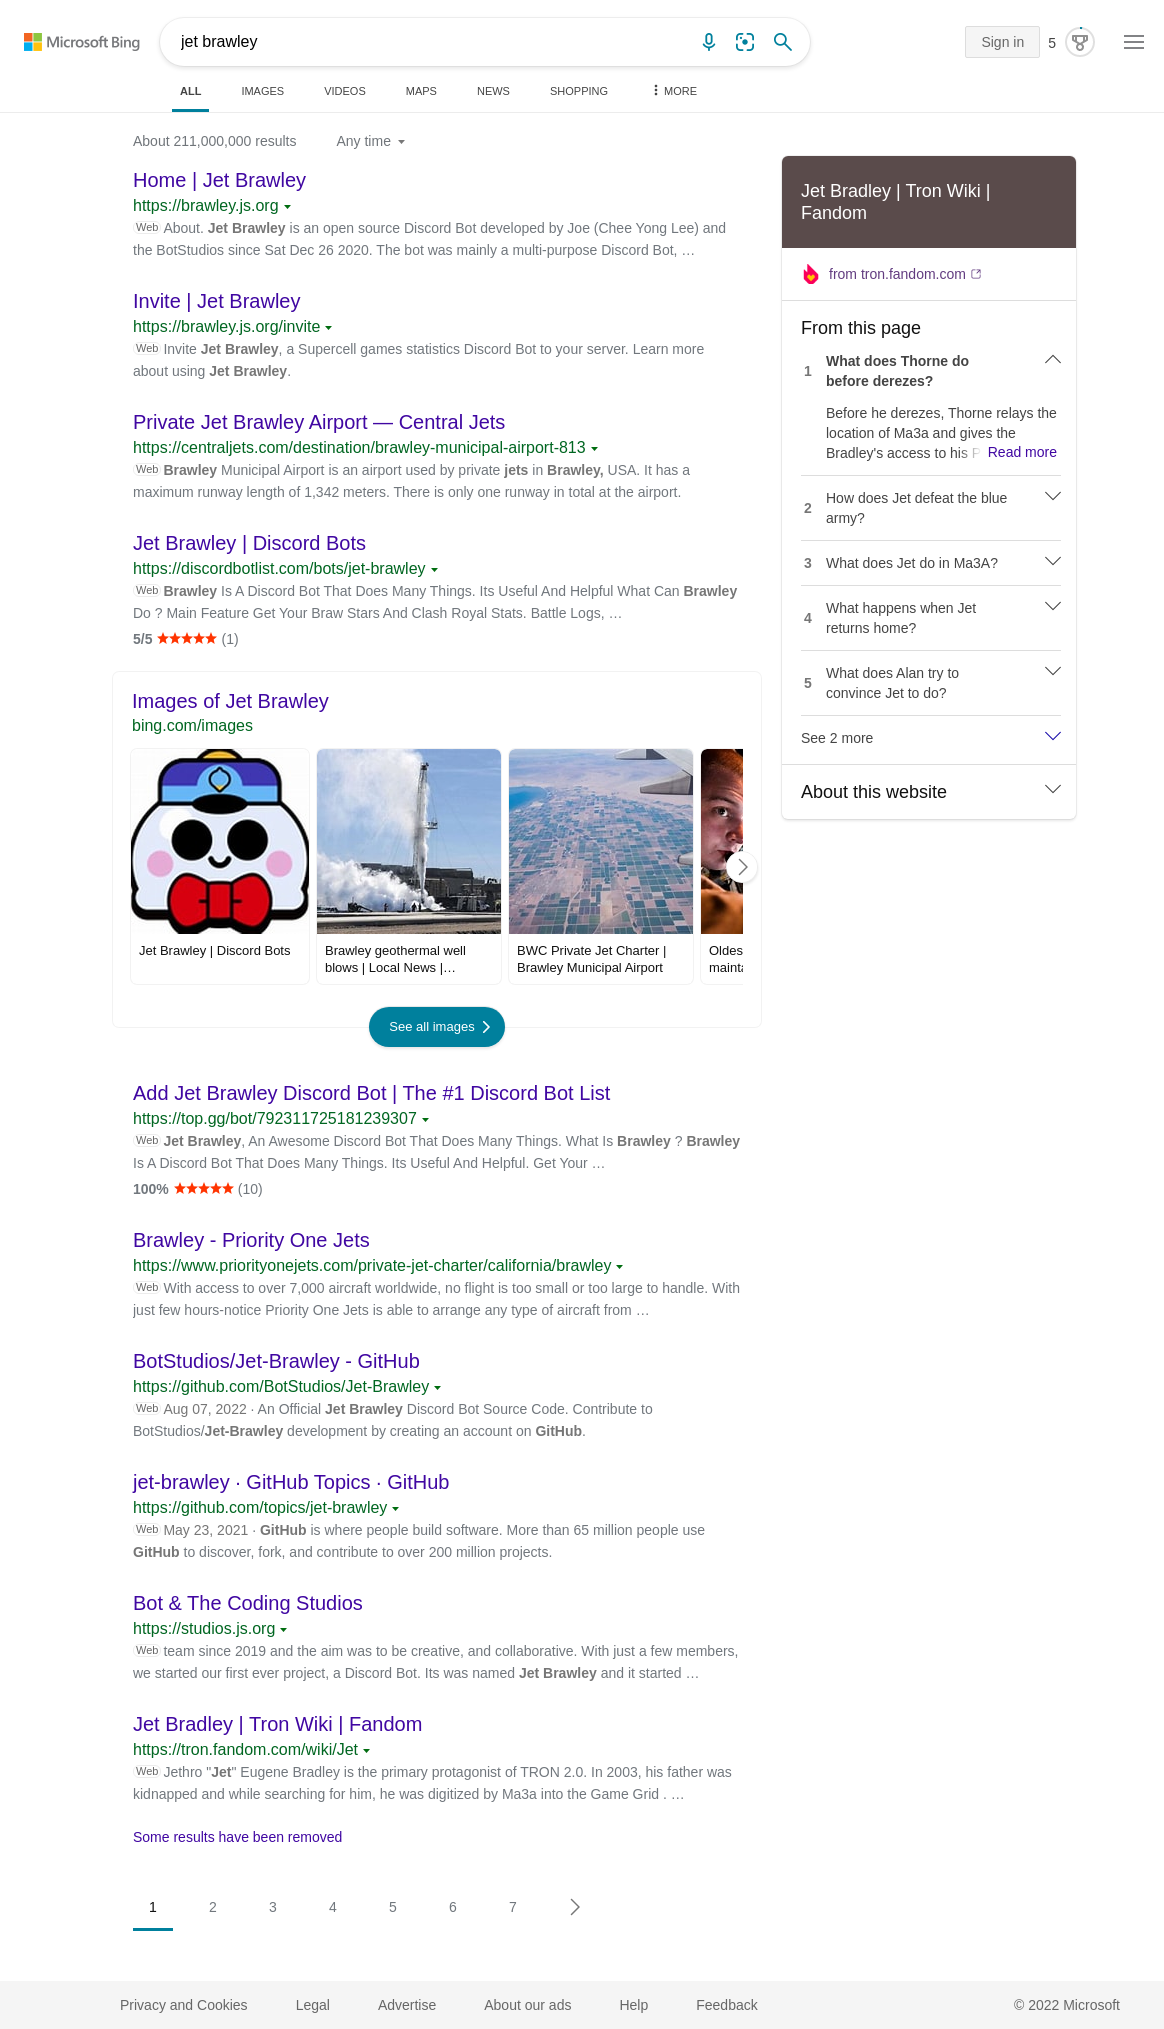 Microsoft Bing
jet brawley
Sign in
5
ALL
IMAGES
VIDEOS
MAPS
NEWS
SHOPPING
MORE
About 211,000,000 results
Any time
Home | Jet Brawley
https://brawley.js.org
Web About. Jet Brawley is an open source Discord Bot developed by Joe (Chee Yong Lee) and
the BotStudios since Sat Dec 26 2020. The bot was mainly a multi-purpose Discord Bot, …
Invite | Jet Brawley
https://brawley.js.org/invite
Web Invite Jet Brawley, a Supercell games statistics Discord Bot to your server. Learn more
about using Jet Brawley.
Private Jet Brawley Airport — Central Jets
https://centraljets.com/destination/brawley-municipal-airport-813
Web Brawley Municipal Airport is an airport used by private jets in Brawley, USA. It has a
maximum runway length of 1,342 meters. There is only one runway in total at the airport.
Jet Brawley | Discord Bots
https://discordbotlist.com/bots/jet-brawley
Web Brawley Is A Discord Bot That Does Many Things. Its Useful And Helpful What Can Brawley
Do ? Main Feature Get Your Braw Stars And Clash Royal Stats. Battle Logs, …
5/5 (1)
Images of Jet Brawley
bing.com/images
Jet Brawley | Discord Bots
Brawley geothermal well
blows | Local News |…
BWC Private Jet Charter |
Brawley Municipal Airport
Oldes
mainta
See all images
Add Jet Brawley Discord Bot | The #1 Discord Bot List
https://top.gg/bot/792311725181239307
Web Jet Brawley, An Awesome Discord Bot That Does Many Things. What Is Brawley ? Brawley
Is A Discord Bot That Does Many Things. Its Useful And Helpful. Get Your …
100% (10)
Brawley - Priority One Jets
https://www.priorityonejets.com/private-jet-charter/california/brawley
Web With access to over 7,000 aircraft worldwide, no flight is too small or too large to handle. With
just few hours-notice Priority One Jets is able to arrange any type of aircraft from …
BotStudios/Jet-Brawley - GitHub
https://github.com/BotStudios/Jet-Brawley
Web Aug 07, 2022 · An Official Jet Brawley Discord Bot Source Code. Contribute to
BotStudios/Jet-Brawley development by creating an account on GitHub.
jet-brawley · GitHub Topics · GitHub
https://github.com/topics/jet-brawley
Web May 23, 2021 · GitHub is where people build software. More than 65 million people use
GitHub to discover, fork, and contribute to over 200 million projects.
Bot & The Coding Studios
https://studios.js.org
Web team since 2019 and the aim was to be creative, and collaborative. With just a few members,
we started our first ever project, a Discord Bot. Its was named Jet Brawley and it started …
Jet Bradley | Tron Wiki | Fandom
https://tron.fandom.com/wiki/Jet
Web Jethro "Jet" Eugene Bradley is the primary protagonist of TRON 2.0. In 2003, his father was
kidnapped and while searching for him, he was digitized by Ma3a into the Game Grid . …
Some results have been removed
1 2 3 4 5 6 7
Jet Bradley | Tron Wiki |
Fandom
from tron.fandom.com
From this page
1 What does Thorne do
before derezes?
Before he derezes, Thorne relays the
location of Ma3a and gives the
Bradley's access to his P Read more
2 How does Jet defeat the blue
army?
3 What does Jet do in Ma3A?
4 What happens when Jet
returns home?
5 What does Alan try to
convince Jet to do?
See 2 more
About this website
Privacy and Cookies
Legal
Advertise
About our ads
Help
Feedback
© 2022 Microsoft